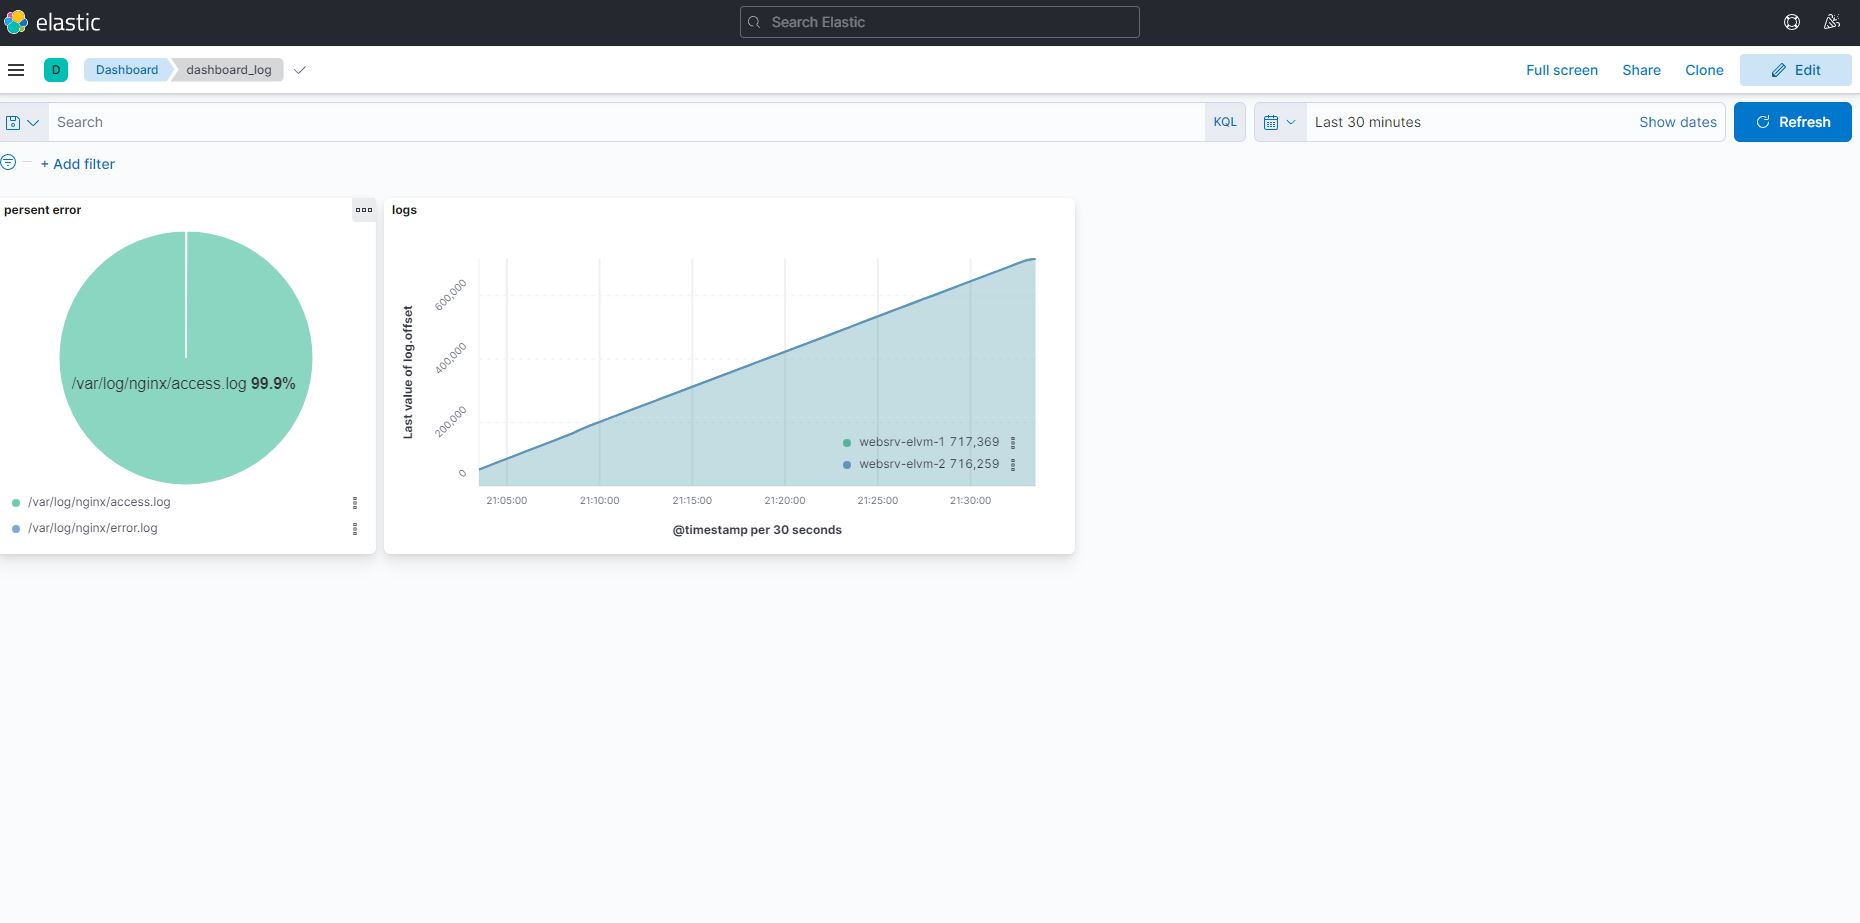 elastic
Search Elastic
D
Dashboard
dashboard_log
Full screen
Share
Clone
Edit
Search
KQL
Last 30 minutes
Show dates
Refresh
+ Add filter
persent error
/var/log/nginx/access.log 99.9%
/var/log/nginx/access.log
/var/log/nginx/error.log
logs
Last value of log.offset
600,000
400,000
200,000
0
websrv-elvm-1 717,369
websrv-elvm-2 716,259
21:05:00
21:10:00
21:15:00
21:20:00
21:25:00
21:30:00
@timestamp per 30 seconds